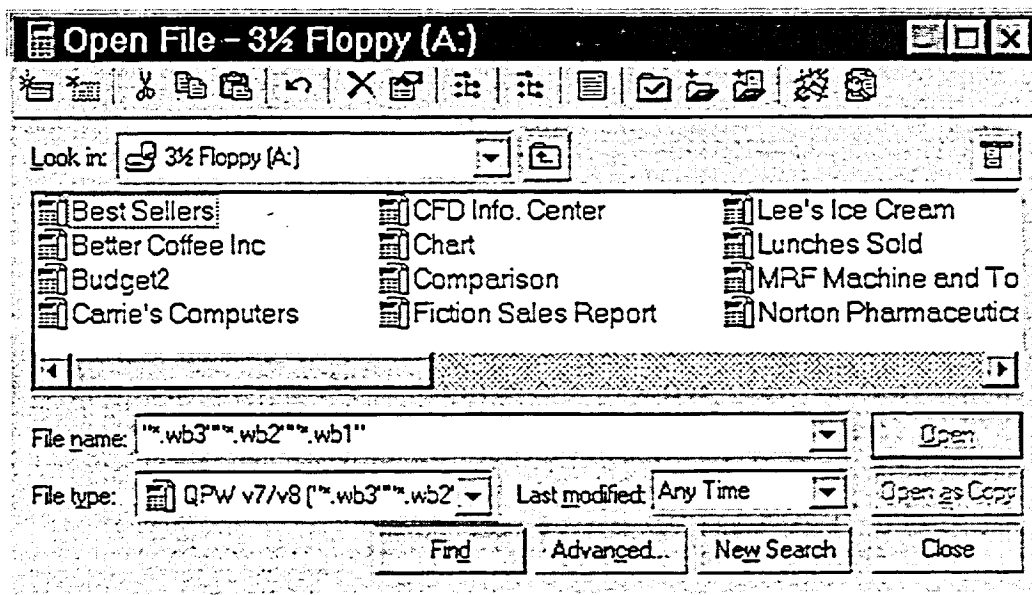 Open File - 3½ Floppy (A:)
Look in: 3½ Floppy (A:)
Best Sellers CFD Info. Center Lee's Ice Cream
Better Coffee Inc Chart Lunches Sold
Budget2 Comparison MRF Machine and To
Carrie's Computers Fiction Sales Report Norton Pharmaceutica
File name: "*.wb3""*.wb2""*.wb1" Open
File type: QPW v7/v8 ("*.wb3""*.wb2" Last modified: Any Time Open as Copy
Find Advanced... New Search Close